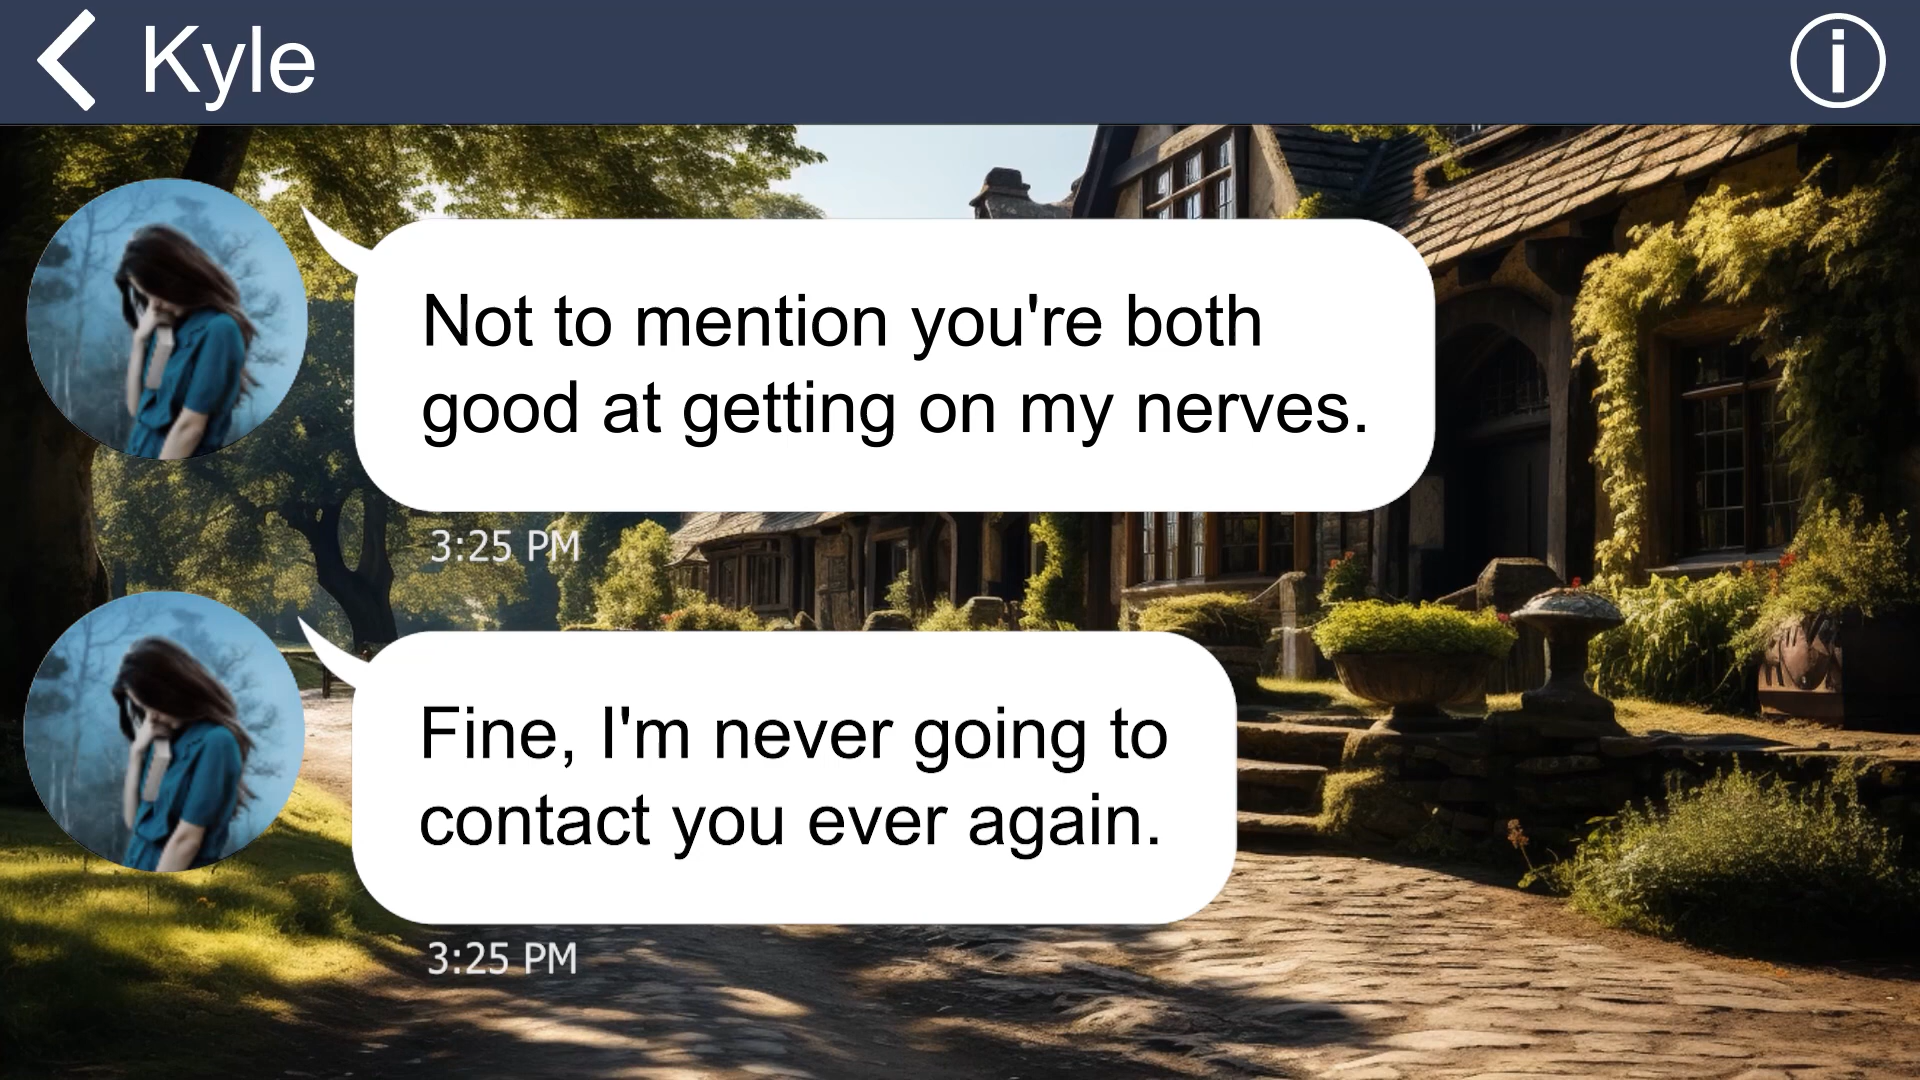 Kyle
Not to mention you're both
good at getting on my nerves.
3:25 PM
Fine, I'm never going to
contact you ever again.
3:25 PM